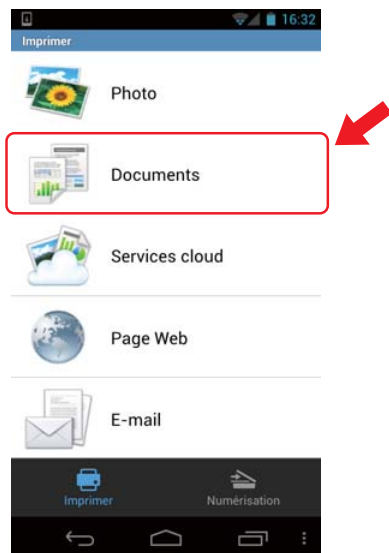 16:32
Imprimer
Photo
Documents
Services cloud
Page Web
E-mail
Imprimer Numérisation